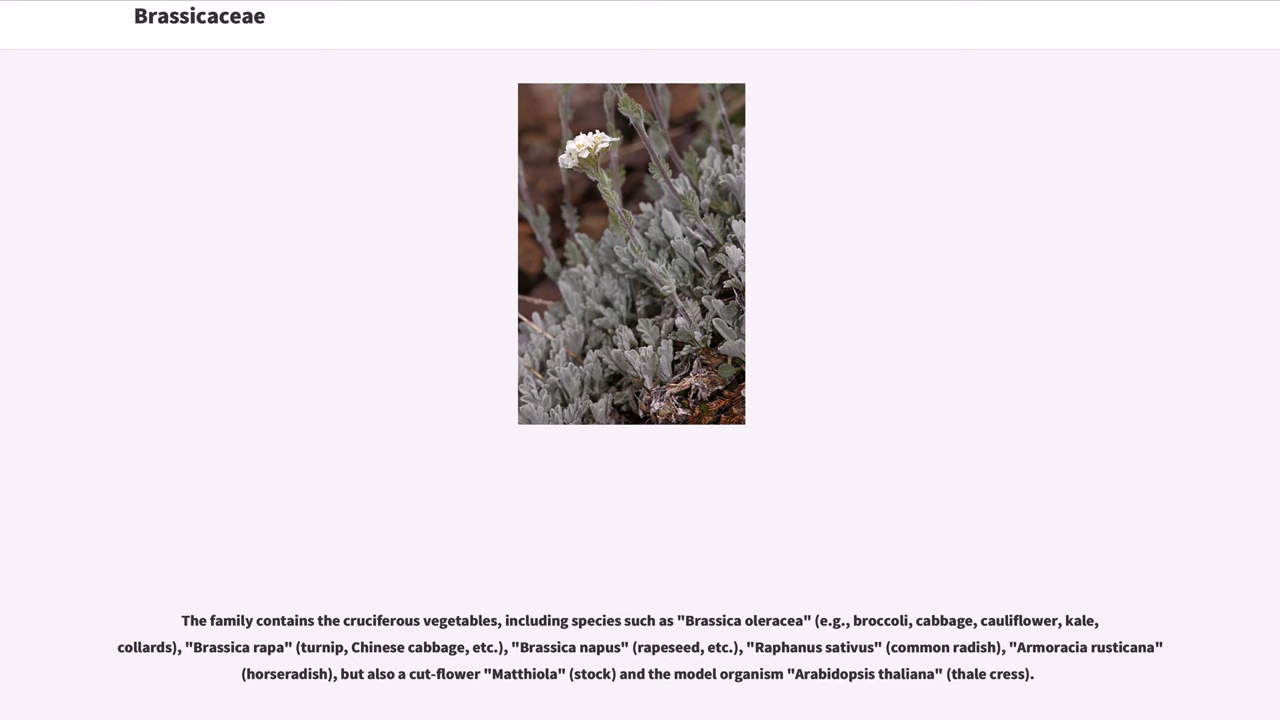 Brassicaceae
The family contains the cruciferous vegetables, including species such as "Brassica oleracea" (e.g., broccoli, cabbage, cauliflower, kale,
collards), "Brassica rapa" (turnip, Chinese cabbage, etc.), "Brassica napus" (rapeseed, etc.), "Raphanus sativus" (common radish), "Armoracia rusticana"
(horseradish), but also a cut-flower "Matthiola" (stock) and the model organism "Arabidopsis thaliana" (thale cress).